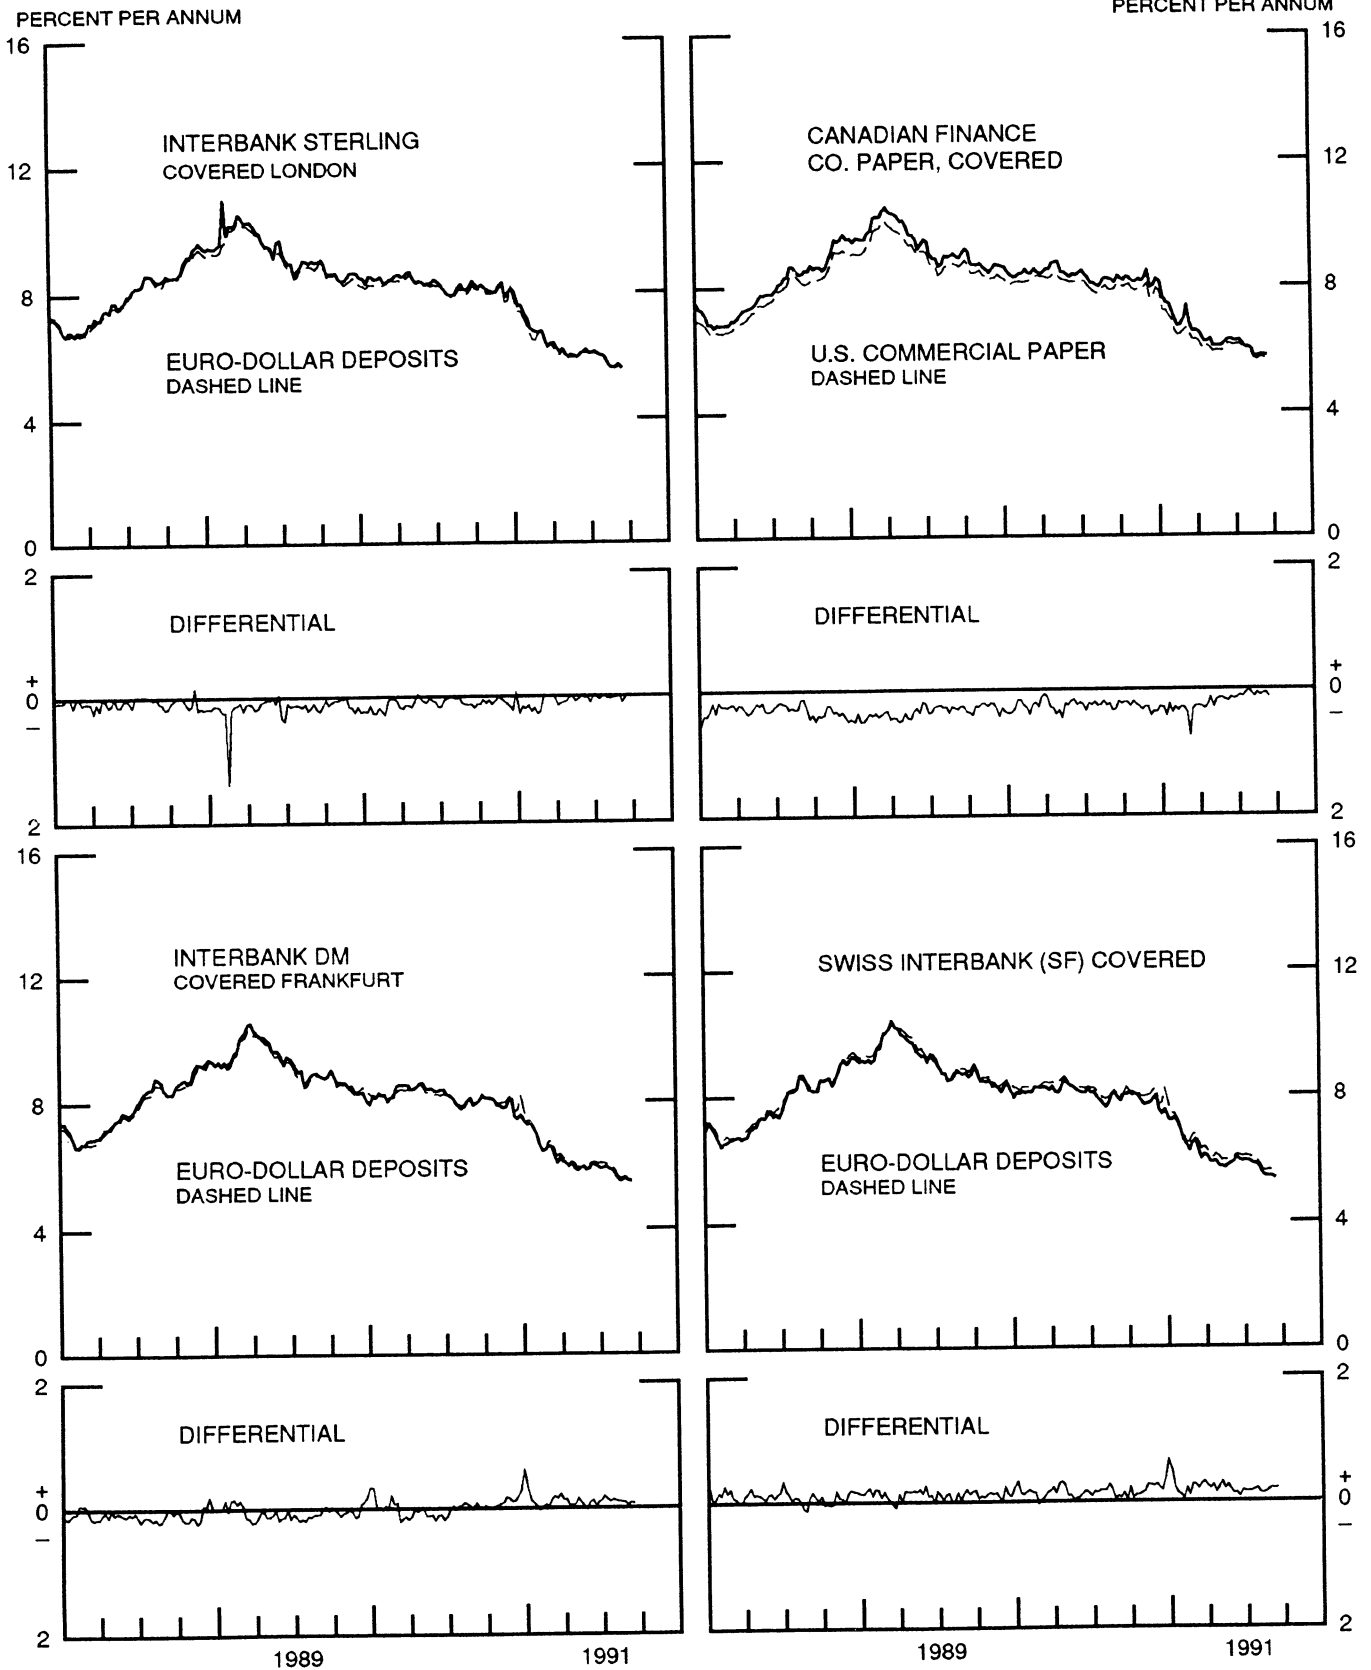 PERCENT PER ANNUM
PERCENT PER ANNUM
16
16
INTERBANK STERLING
COVERED LONDON
CANADIAN FINANCE
CO. PAPER, COVERED
12
12
8
8
EURO-DOLLAR DEPOSITS
DASHED LINE
U.S. COMMERCIAL PAPER
DASHED LINE
4
4
0
0
2
2
DIFFERENTIAL
DIFFERENTIAL
+
0
–
+
0
–
2
2
16
16
INTERBANK DM
COVERED FRANKFURT
SWISS INTERBANK (SF) COVERED
12
12
8
8
EURO-DOLLAR DEPOSITS
DASHED LINE
EURO-DOLLAR DEPOSITS
DASHED LINE
4
4
0
0
2
2
DIFFERENTIAL
DIFFERENTIAL
+
0
–
+
0
–
2
2
1989
1991
1989
1991